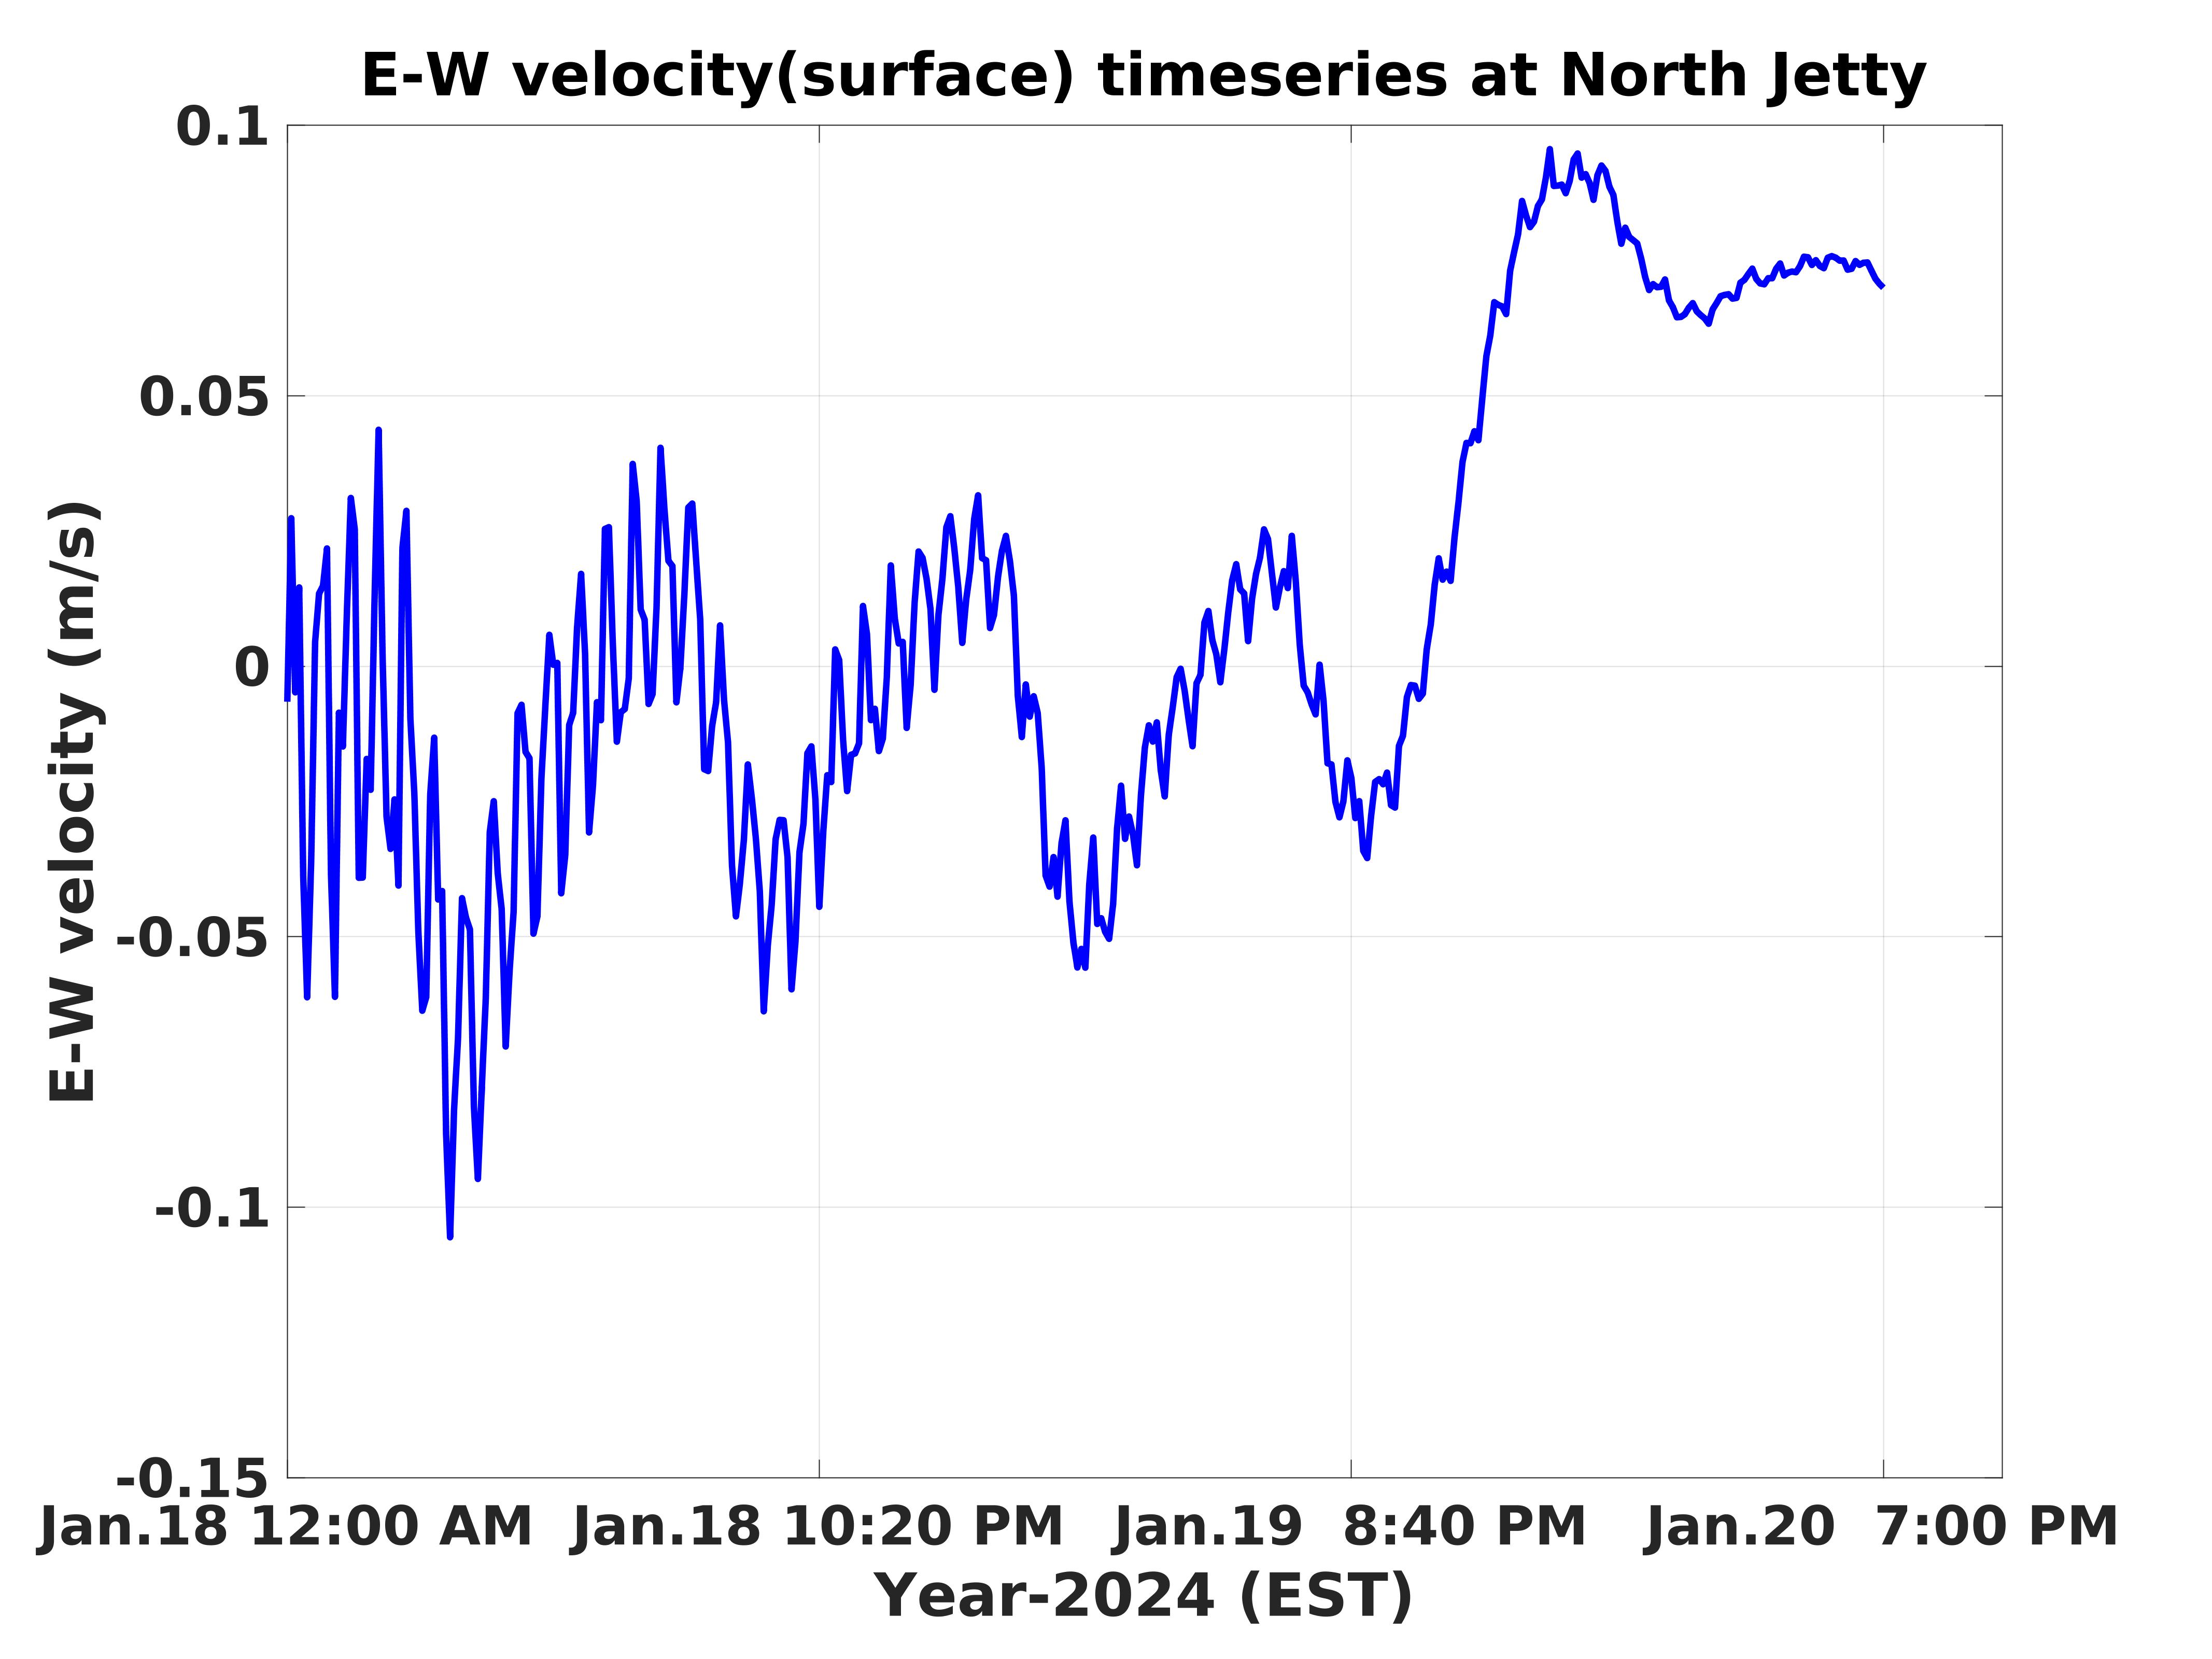 E-W velocity(surface) timeseries at North Jetty
0.1
0.05
0
-0.05
-0.1
-0.15
E-W velocity (m/s)
Jan.18 12:00 AM Jan.18 10:20 PM Jan.19 8:40 PM Jan.20 7:00 PM
Year-2024 (EST)